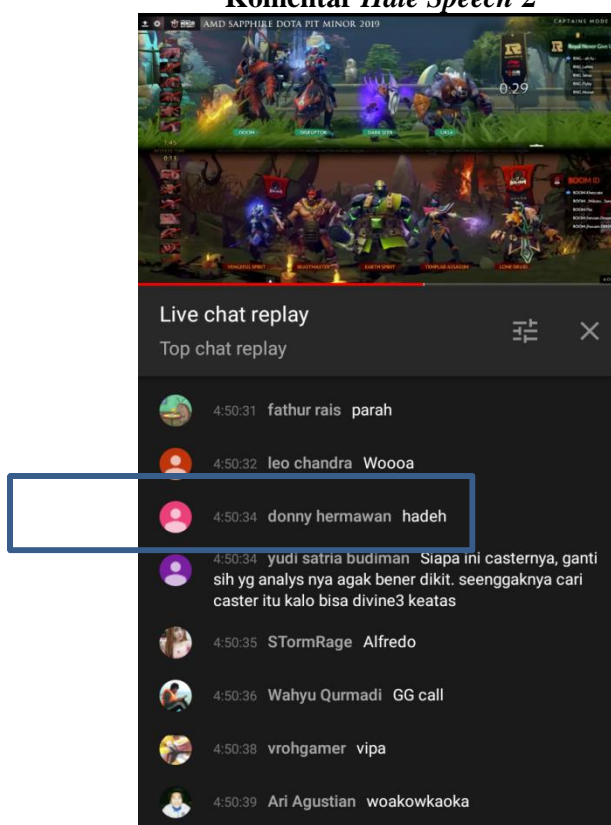 Komentar Hate Speech 2
AMD SAPPHIRE DOTA PIT MINOR 2019
CAPTAINS MODE
0:29
DOOM
DISRUPTOR
DARK SEER
URSA
1:45
0:13
BOOM ID
VENGEFUL SPIRIT
BEASTMASTER
EARTH SPIRIT
TEMPLAR ASSASSIN
LONE DRUID
Live chat replay
Top chat replay
4:50:31 fathur rais parah
4:50:32 leo chandra Woooa
4:50:34 donny hermawan hadeh
4:50:34 yudi satria budiman Siapa ini casternya, ganti
sih yg analys nya agak bener dikit. seenggaknya cari
caster itu kalo bisa divine3 keatas
4:50:35 STormRage Alfredo
4:50:36 Wahyu Qurmadi GG call
4:50:38 vrohgamer vipa
4:50:39 Ari Agustian woakowkaoka